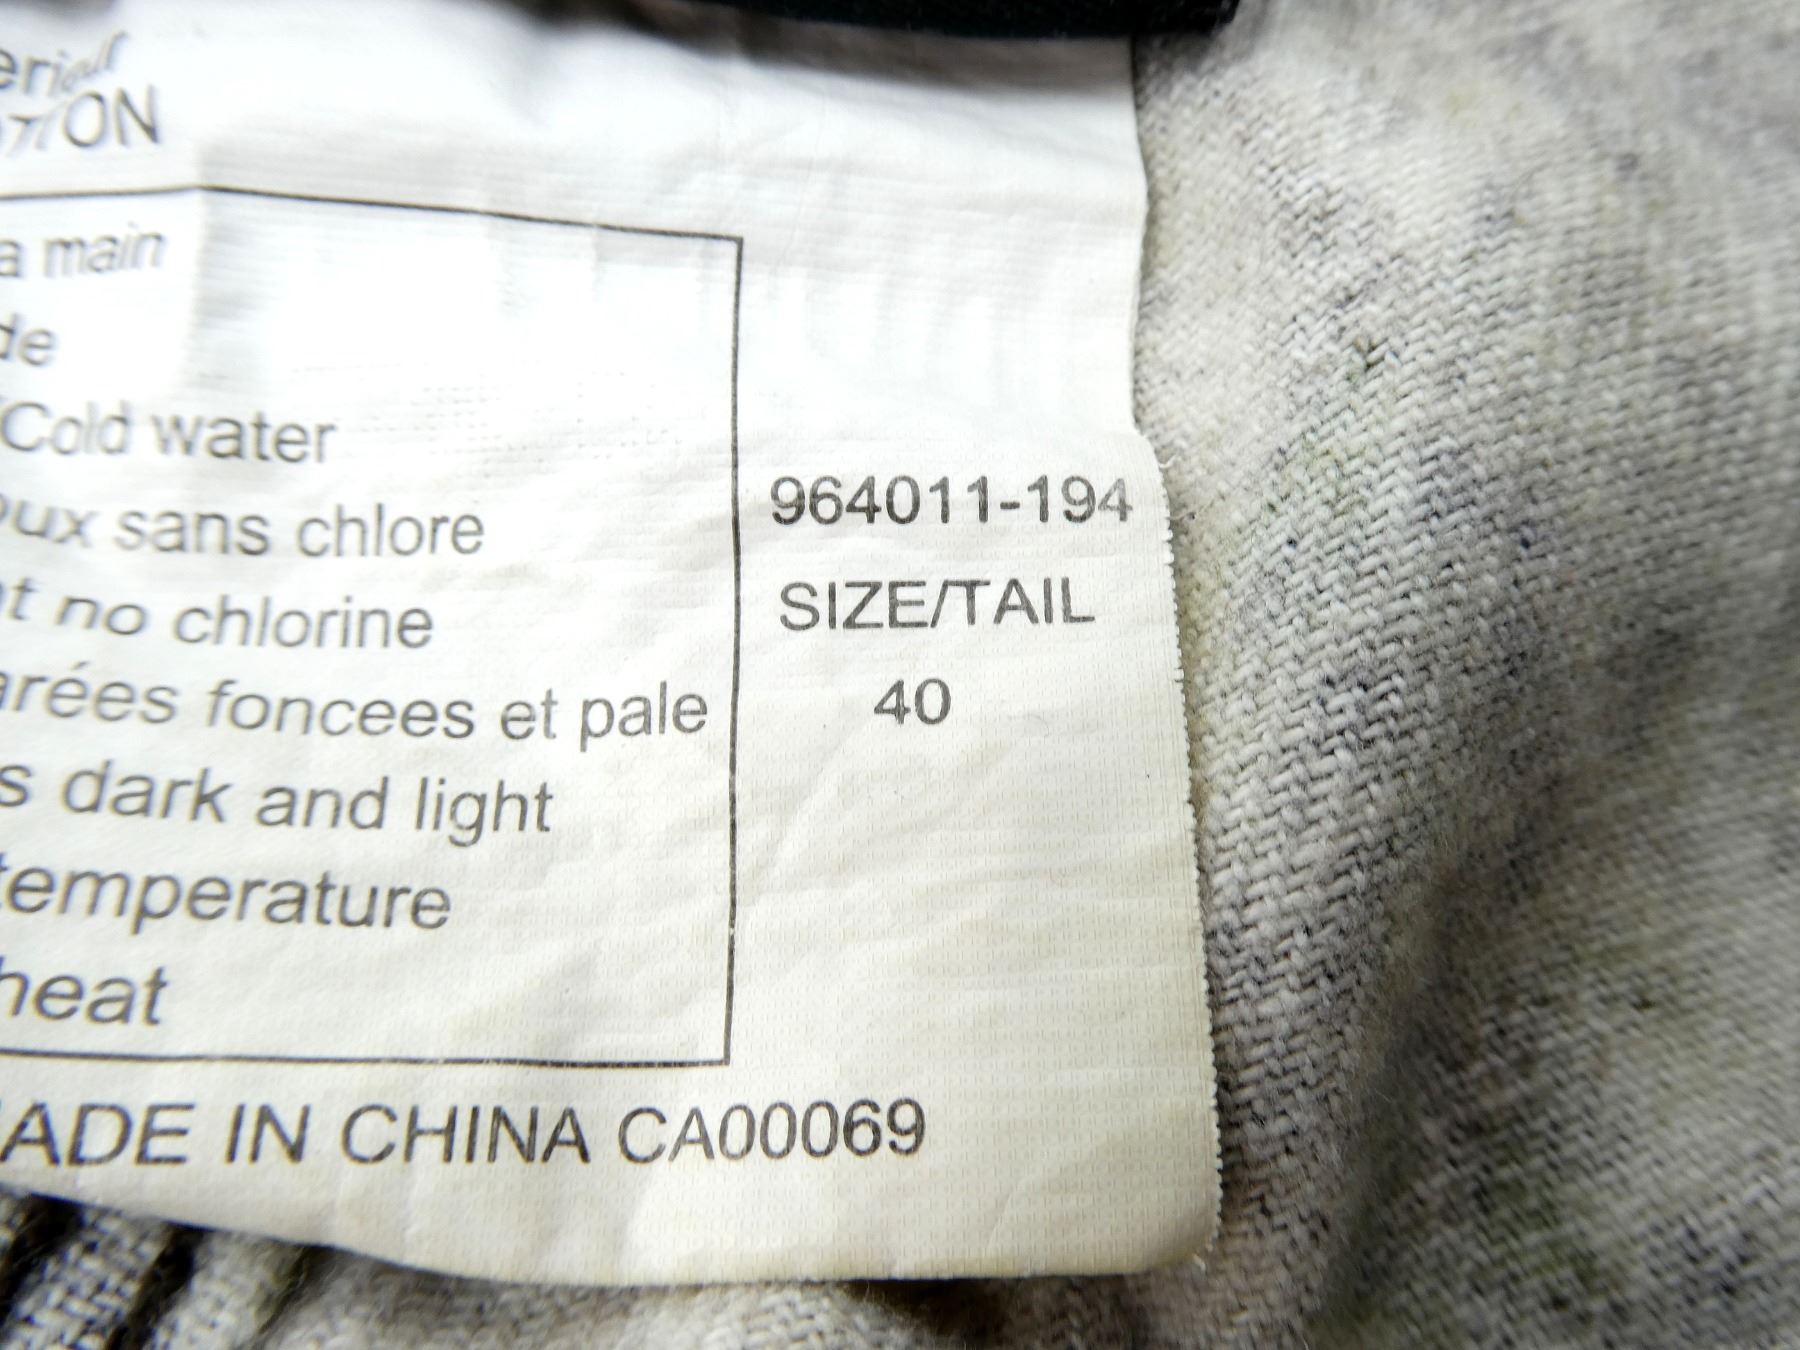 a main
de
Cold water
oux sans chlore
at no chlorine
arées foncees et pale
s dark and light
temperature
heat
964011-194
SIZE/TAIL
40
ADE IN CHINA CA00069